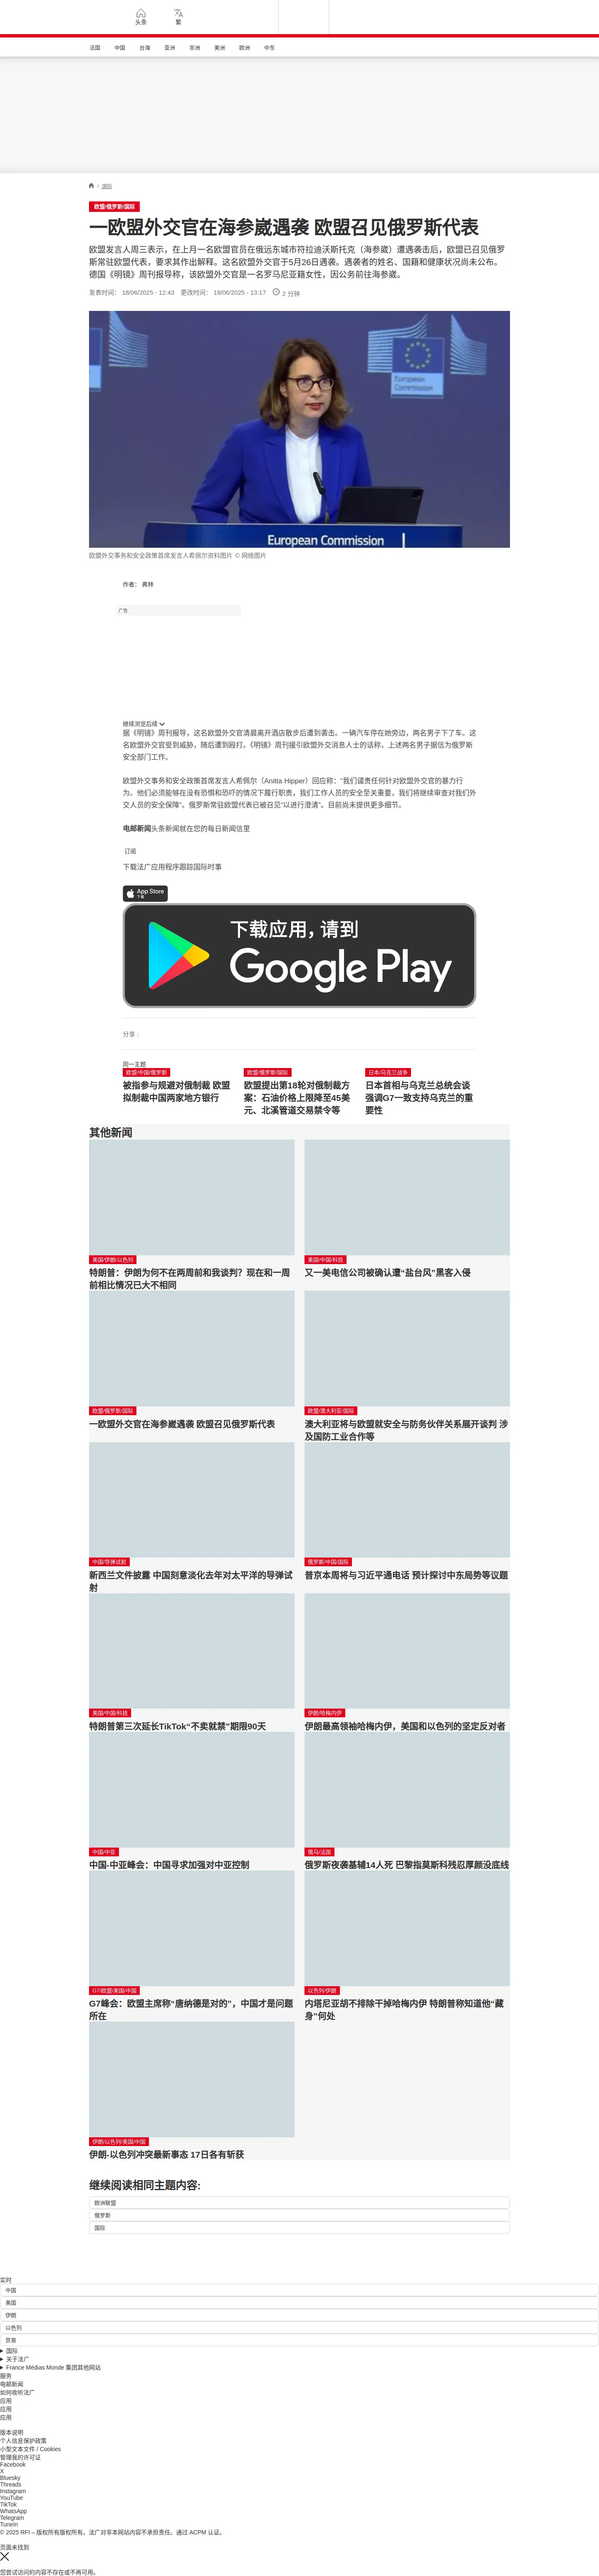 头条
繁
法国 中国 台海 亚洲 非洲 美洲 欧洲 中东
/ 国际
欧盟/俄罗斯/国际
一欧盟外交官在海参崴遇袭 欧盟召见俄罗斯代表
欧盟发言人周三表示，在上月一名欧盟官员在俄远东城市符拉迪沃斯托克（海参崴）遭遇袭击后，欧盟已召见俄罗
斯常驻欧盟代表，要求其作出解释。这名欧盟外交官于5月26日遇袭。遇袭者的姓名、国籍和健康状况尚未公布。
德国《明镜》周刊报导称，该欧盟外交官是一名罗马尼亚籍女性，因公务前往海参崴。
发表时间： 18/06/2025 - 12:43 更改时间： 18/06/2025 - 13:17 2 分钟
European
Commission
European Commission
欧盟外交事务和安全政策首席发言人希佩尔资料图片 © 网络图片
作者： 弗林
广告
继续浏览后续
据《明镜》周刊报导，这名欧盟外交官清晨离开酒店散步后遭到袭击。一辆汽车停在她旁边，两名男子下了车。这
名欧盟外交官受到威胁，随后遭到殴打。《明镜》周刊援引欧盟外交消息人士的话称，上述两名男子据信为俄罗斯
安全部门工作。
欧盟外交事务和安全政策首席发言人希佩尔（Anitta Hipper）回应称：“我们谴责任何针对欧盟外交官的暴力行
为。他们必须能够在没有恐惧和恐吓的情况下履行职责，我们工作人员的安全至关重要，我们将继续审查对我们外
交人员的安全保障”。俄罗斯常驻欧盟代表已被召见“以进行澄清”。目前尚未提供更多细节。
电邮新闻头条新闻就在您的每日新闻信里
订阅
下载法广应用程序跟踪国际时事
App Store
下载
下载应用，请到
Google Play
分享 :
同一主题
欧盟/中国/俄罗斯
被指参与规避对俄制裁 欧盟
拟制裁中国两家地方银行
欧盟/俄罗斯/国际
欧盟提出第18轮对俄制裁方
案：石油价格上限降至45美
元、北溪管道交易禁令等
日本/乌克兰战争
日本首相与乌克兰总统会谈
强调G7一致支持乌克兰的重
要性
其他新闻
美国/伊朗/以色列
特朗普：伊朗为何不在两周前和我谈判？现在和一周
前相比情况已大不相同
美国/中国/科技
又一美电信公司被确认遭“盐台风”黑客入侵
欧盟/俄罗斯/国际
一欧盟外交官在海参崴遇袭 欧盟召见俄罗斯代表
欧盟/澳大利亚/国际
澳大利亚将与欧盟就安全与防务伙伴关系展开谈判 涉
及国防工业合作等
中国/导弹试射
新西兰文件披露 中国刻意淡化去年对太平洋的导弹试
射
俄罗斯/中国/国际
普京本周将与习近平通电话 预计探讨中东局势等议题
美国/中国/科技
特朗普第三次延长TikTok“不卖就禁”期限90天
伊朗/哈梅内伊
伊朗最高领袖哈梅内伊，美国和以色列的坚定反对者
中国/中亚
中国-中亚峰会：中国寻求加强对中亚控制
俄乌/法国
俄罗斯夜袭基辅14人死 巴黎指莫斯科残忍厚颜没底线
G7/欧盟/美国/中国
G7峰会：欧盟主席称“唐纳德是对的”，中国才是问题
所在
以色列/伊朗
内塔尼亚胡不排除干掉哈梅内伊 特朗普称知道他“藏
身”何处
伊朗/以色列/美国/中国
伊朗-以色列冲突最新事态 17日各有斩获
继续阅读相同主题内容:
欧洲联盟
俄罗斯
国际
实时
中国
美国
伊朗
以色列
贸易
国际
关于法广
France Médias Monde 集团其他网站
服务
电邮新闻
如何收听法广
应用
应用
应用
版本说明
个人信息保护政策
小型文本文件 / Cookies
管理我的许可证
Facebook
X
Bluesky
Threads
Instagram
YouTube
TikTok
WhatsApp
Telegram
TuneIn
© 2025 RFI – 版权所有版权所有。法广对非本网站内容不承担责任。通过 ACPM 认证。
页面未找到
您尝试访问的内容不存在或不再可用。